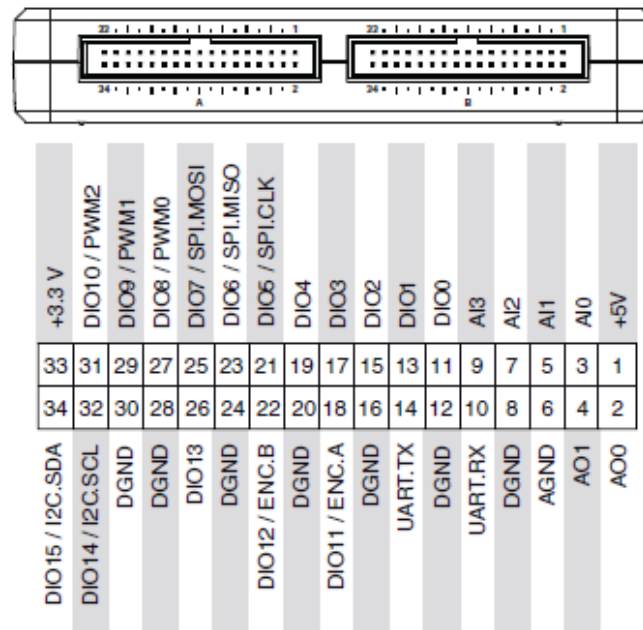 33 1 33 1
34 2 34 2
A B
+3.3 V
DIO10 / PWM2
DIO9 / PWM1
DIO8 / PWM0
DIO7 / SPI.MOSI
DIO6 / SPI.MISO
DIO5 / SPI.CLK
DIO4
DIO3
DIO2
DIO1
DIO0
AI3
AI2
AI1
AI0
+5V
33 31 29 27 25 23 21 19 17 15 13 11 9 7 5 3 1
34 32 30 28 26 24 22 20 18 16 14 12 10 8 6 4 2
DIO15 / I2C.SDA
DIO14 / I2C.SCL
DGND
DGND
DIO13
DGND
DIO12 / ENC.B
DGND
DIO11 / ENC.A
DGND
UART.TX
DGND
UART.RX
DGND
AGND
AO1
AO0